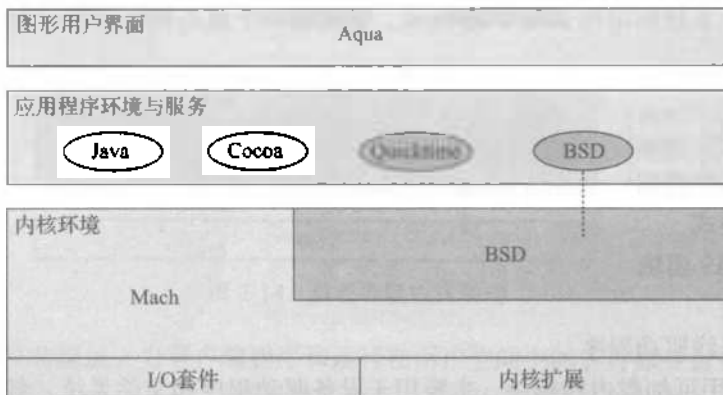 图形用户界面
Aqua
应用程序环境与服务
Java
Cocoa
Quicktime
BSD
内核环境
BSD
Mach
I/O套件
内核扩展